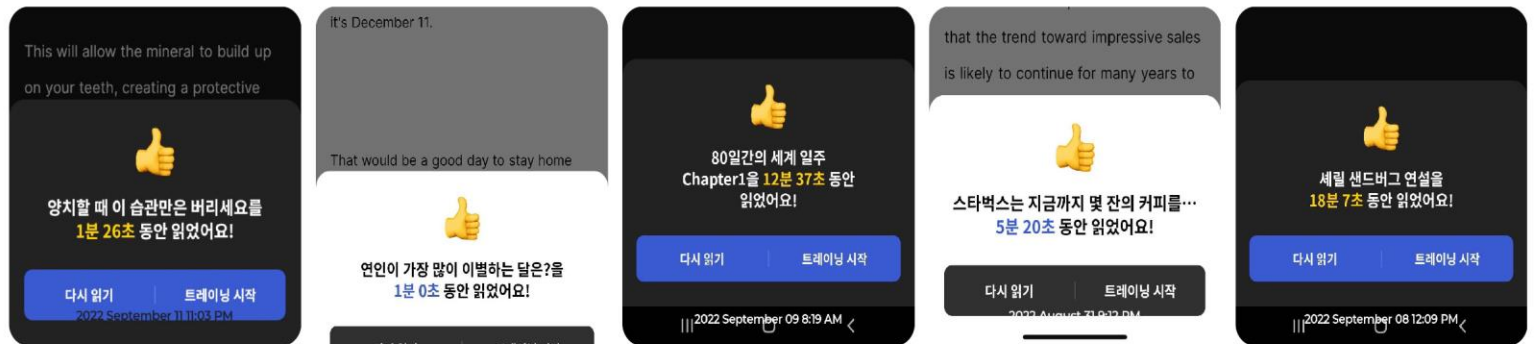 This will allow the mineral to build up
on your teeth, creating a protective
양치할 때 이 습관만은 버리세요를
1분 26초 동안 읽었어요!
다시 읽기 트레이닝 시작
2022 September 11 11:03 PM
it's December 11.
That would be a good day to stay home
연인이 가장 많이 이별하는 달은?을
1분 0초 동안 읽었어요!
80일간의 세계 일주
Chapter1을 12분 37초 동안
읽었어요!
다시 읽기 트레이닝 시작
2022 September 09 8:19 AM
that the trend toward impressive sales
is likely to continue for many years to
스타벅스는 지금까지 몇 잔의 커피를…
5분 20초 동안 읽었어요!
다시 읽기 트레이닝 시작
2022 August 31 9:12 PM
셰릴 샌드버그 연설을
18분 7초 동안 읽었어요!
다시 읽기 트레이닝 시작
2022 September 08 12:09 PM